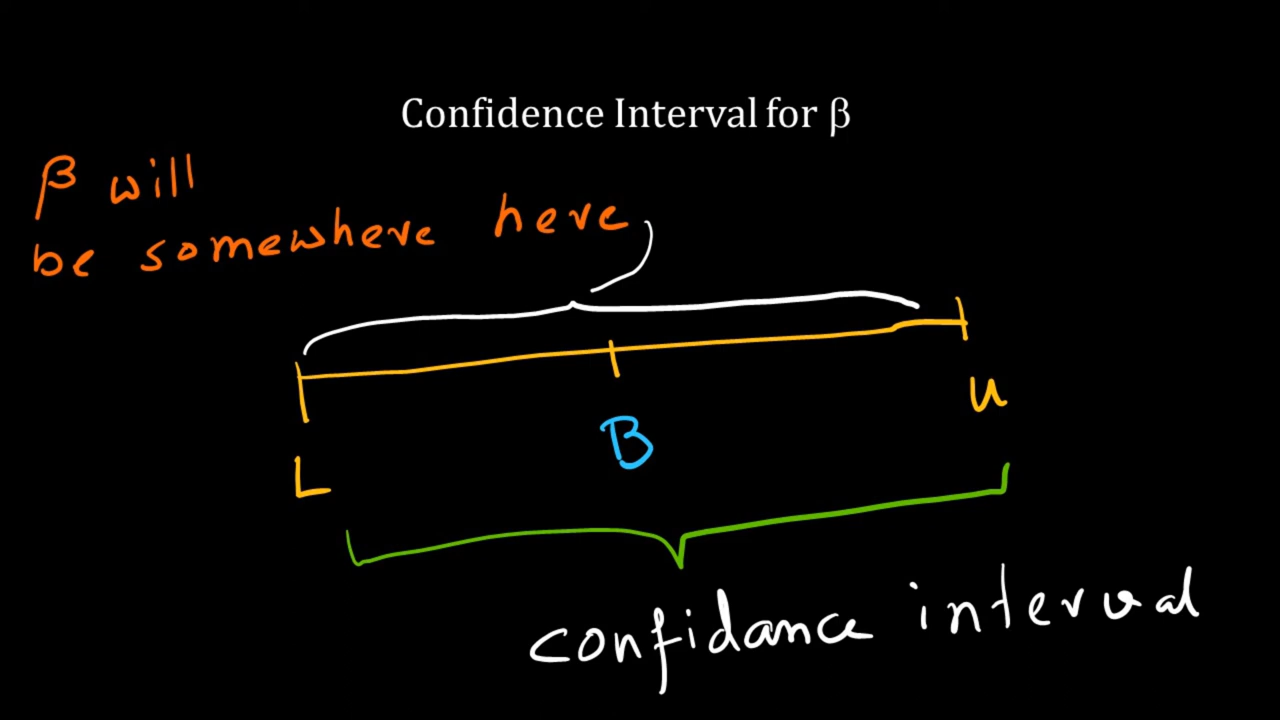 Confidence Interval for β
β will
be somewhere here
B
U
L
confidance interval